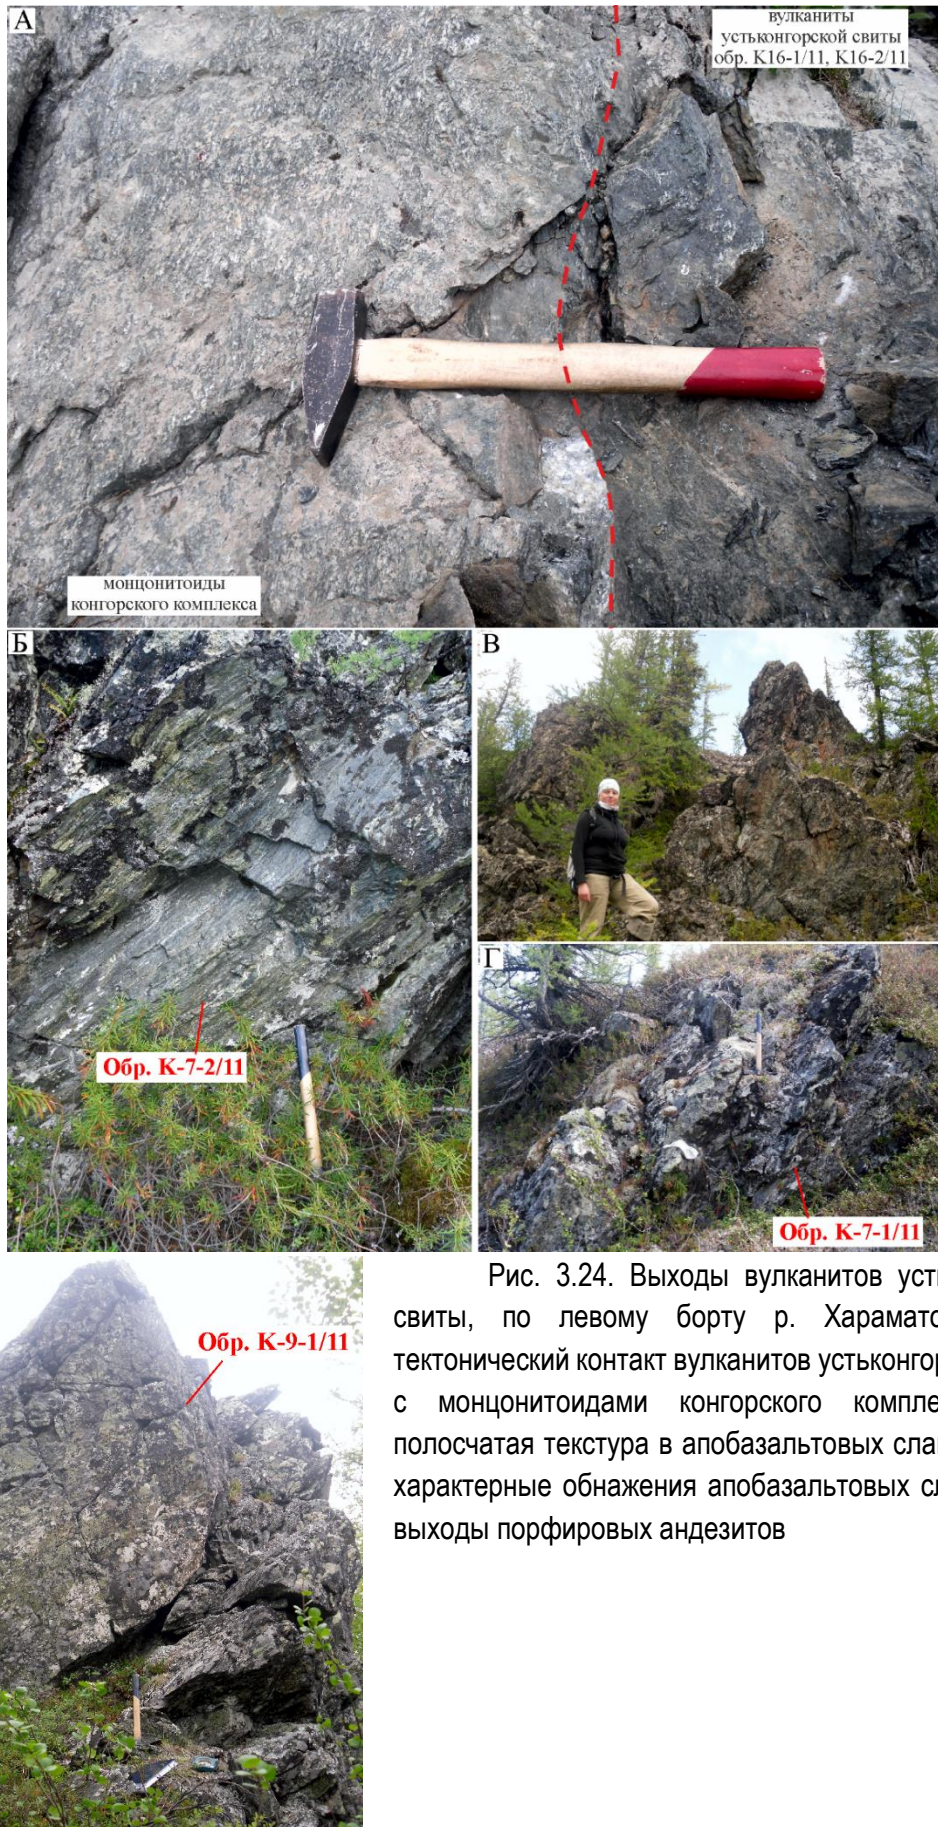 А
вулканиты
устьконгорской свиты
обр. К16-1/11, К16-2/11
монцонитоиды
конгорского комплекса
Б
Обр. К-7-2/11
В
Г
Обр. К-7-1/11
Обр. К-9-1/11
Рис. 3.24. Выходы вулканитов
свиты, по левому борту р.
тектонический контакт вулканитов
с монцонитоидами конгорского
полосчатая текстура в апобазальтовых
характерные обнажения апобазальтовых
выходы порфировых андезитов